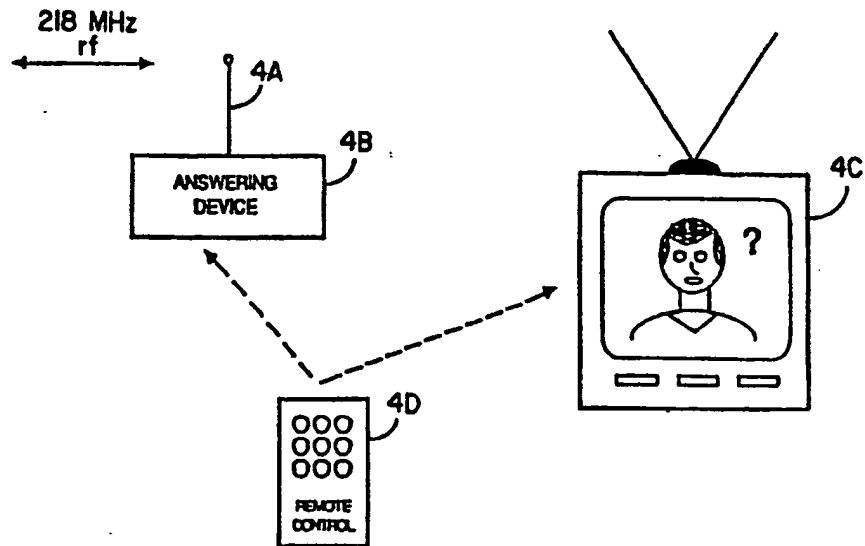 218 MHz
rf
4A
4B
ANSWERING
DEVICE
4C
?
4D
REMOTE
CONTROL